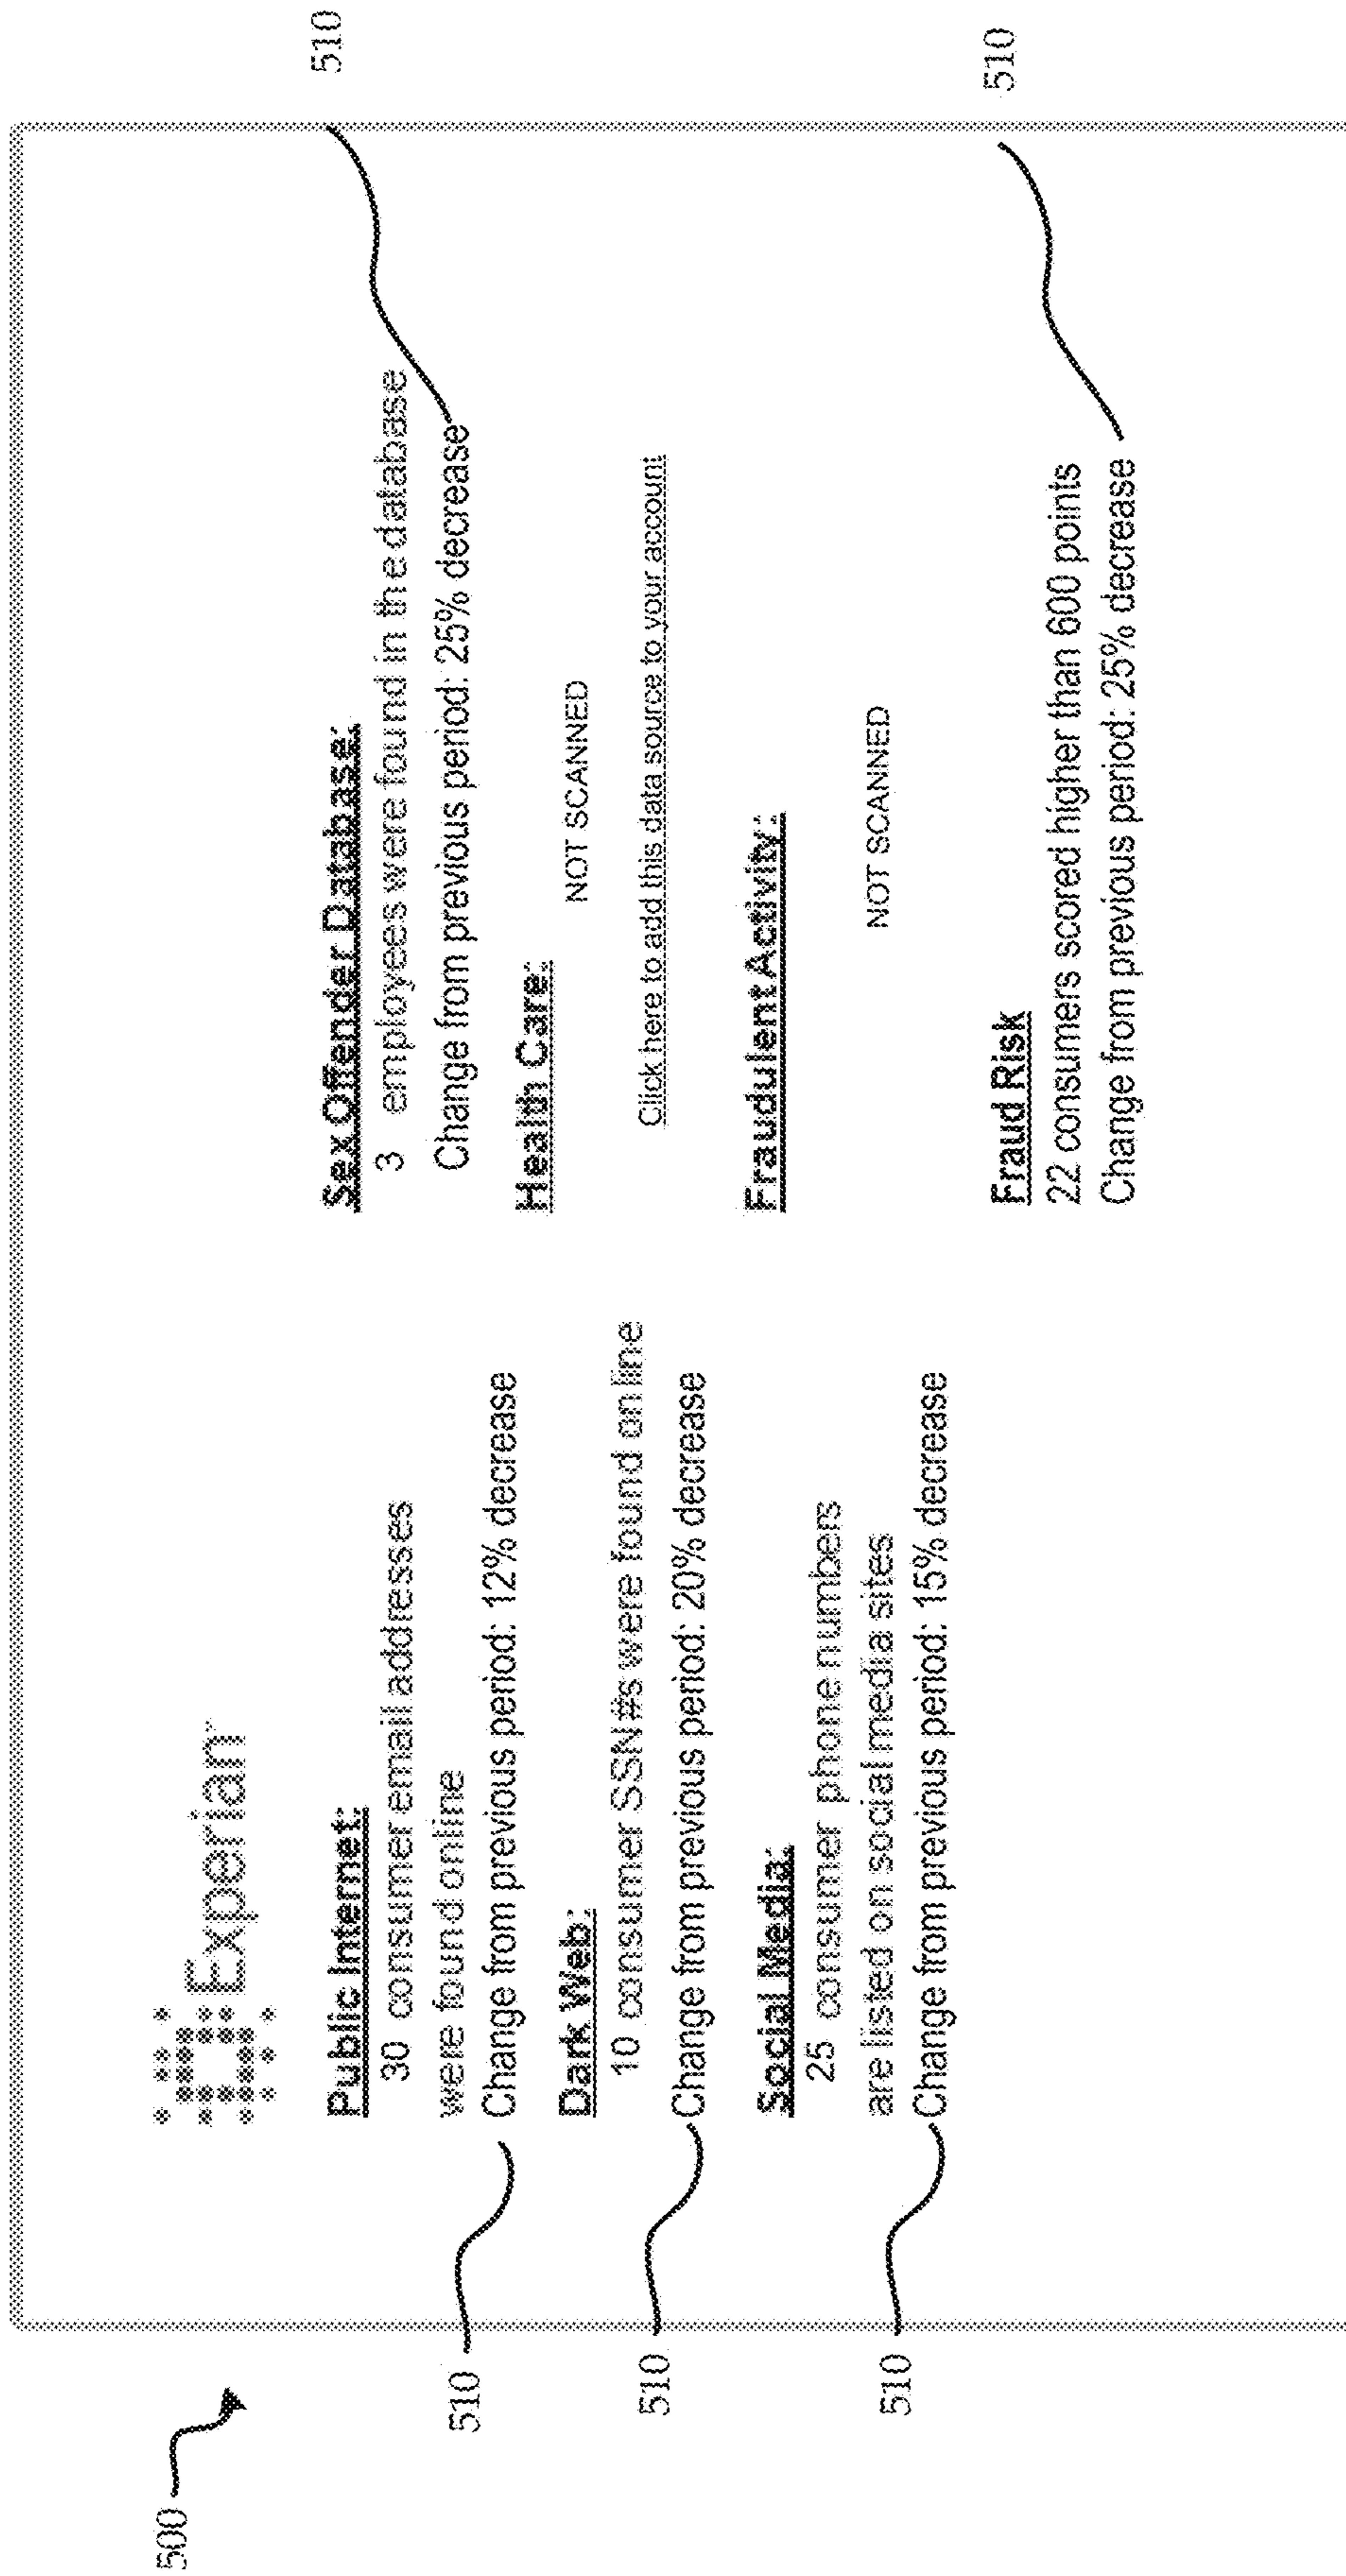 500
Experian
Public Internet:
30 consumer email addresses
were found online
510
Change from previous period: 12% decrease
Dark Web:
10 consumer SSN#s were found online
510
Change from previous period: 20% decrease
Social Media:
25 consumer phone numbers
are listed on social media sites
510
Change from previous period: 15% decrease
Sex Offender Database:
510
3 employees were found in the database
Change from previous period: 25% decrease
Health Care:
NOT SCANNED
Click here to add this data source to your account
Fraudulent Activity:
NOT SCANNED
Fraud Risk
510
22 consumers scored higher than 600 points
Change from previous period: 25% decrease